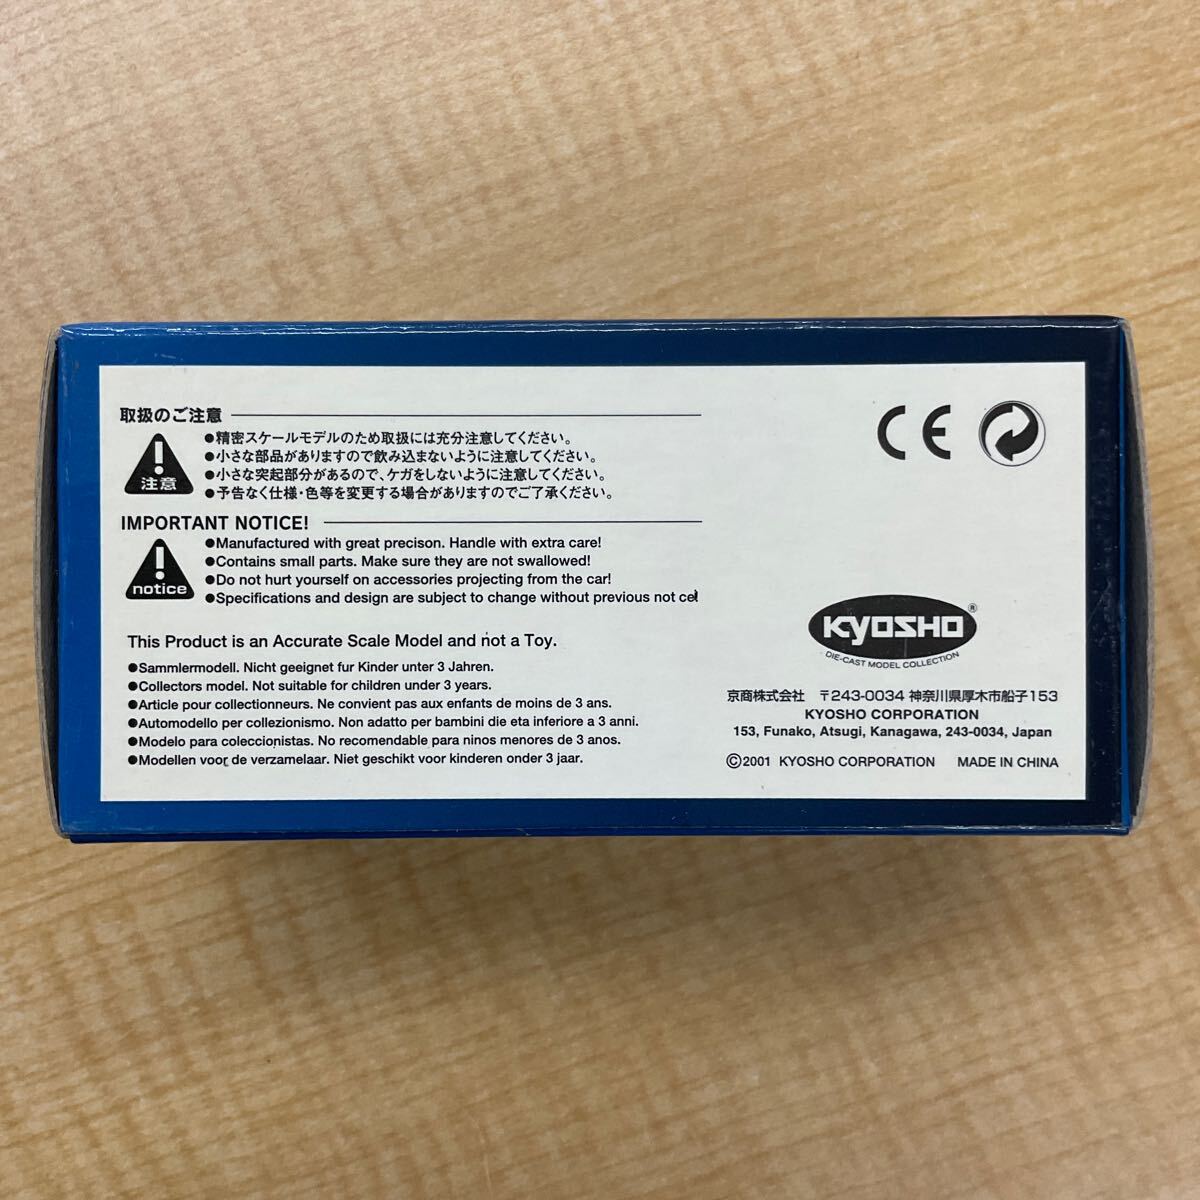 取扱のご注意
注意
●精密スケールモデルのため取扱には充分注意してください。
●小さな部品がありますので飲み込まないように注意してください。
●小さな突起部分があるので、ケガをしないように注意してください。
●予告なく仕様・色等を変更する場合がありますのでご了承ください。
IMPORTANT NOTICE!
notice
●Manufactured with great precison. Handle with extra care!
●Contains small parts. Make sure they are not swallowed!
●Do not hurt yourself on accessories projecting from the car!
●Specifications and design are subject to change without previous not ce!
This Product is an Accurate Scale Model and not a Toy.
●Sammlermodell. Nicht geeignet fur Kinder unter 3 Jahren.
●Collectors model. Not suitable for children under 3 years.
●Article pour collectionneurs. Ne convient pas aux enfants de moins de 3 ans.
●Automodello per collezionismo. Non adatto per bambini die eta inferiore a 3 anni.
●Modelo para coleccionistas. No recomendable para ninos menores de 3 anos.
●Modellen voor de verzamelaar. Niet geschikt voor kinderen onder 3 jaar.
CE
KYOSHO®
DIE-CAST MODEL COLLECTION
京商株式会社 〒243-0034 神奈川県厚木市船子153
KYOSHO CORPORATION
153, Funako, Atsugi, Kanagawa, 243-0034, Japan
©2001 KYOSHO CORPORATION MADE IN CHINA